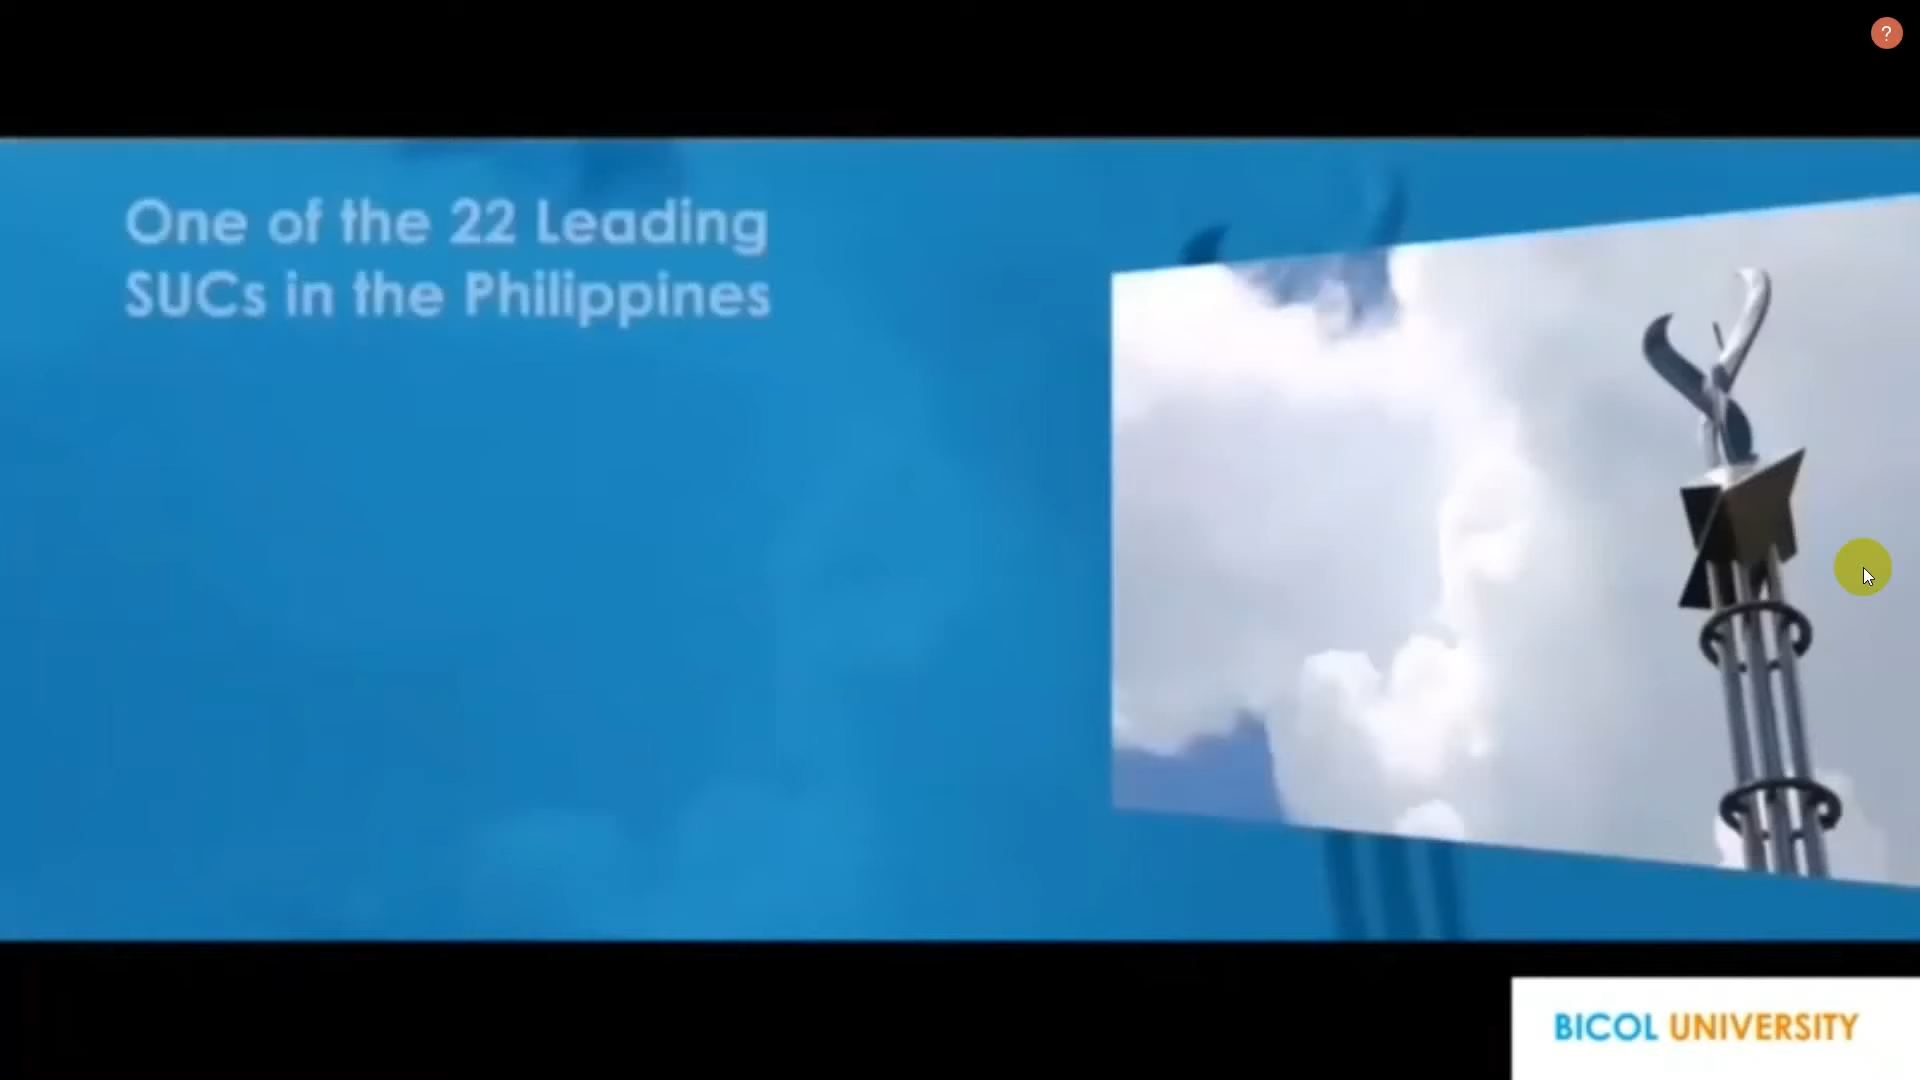 ?
One of the 22 Leading
SUCs in the Philippines
BICOL UNIVERSITY